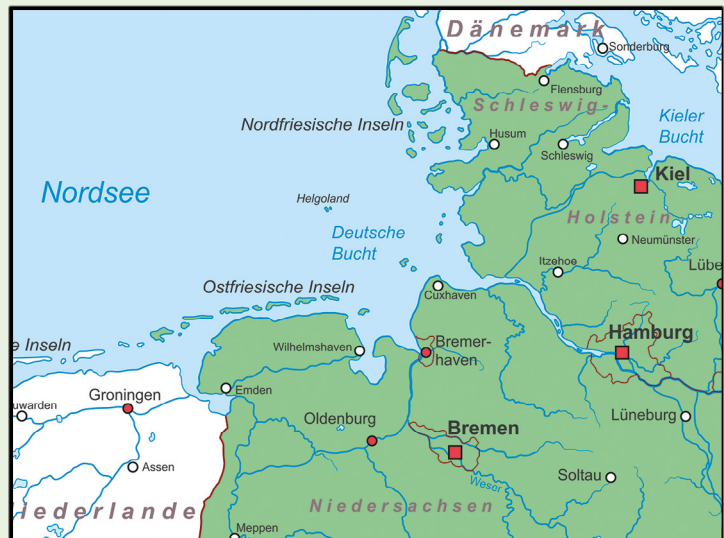 Dänemark
Sonderburg
Flensburg
Schleswig-
Nordfriesische Inseln
Kieler
Bucht
Husum
Schleswig
Kiel
Nordsee
Helgoland
Holstein
Deutsche
Bucht
Neumünster
Itzehoe
Lübe
Ostfriesische Inseln
Cuxhaven
Hamburg
e Inseln
Wilhelmshaven
Bremer-
haven
Groningen
Emden
uwarden
Oldenburg
Bremen
Lüneburg
Assen
Soltau
Weser
iederlande
Niedersachsen
Meppen